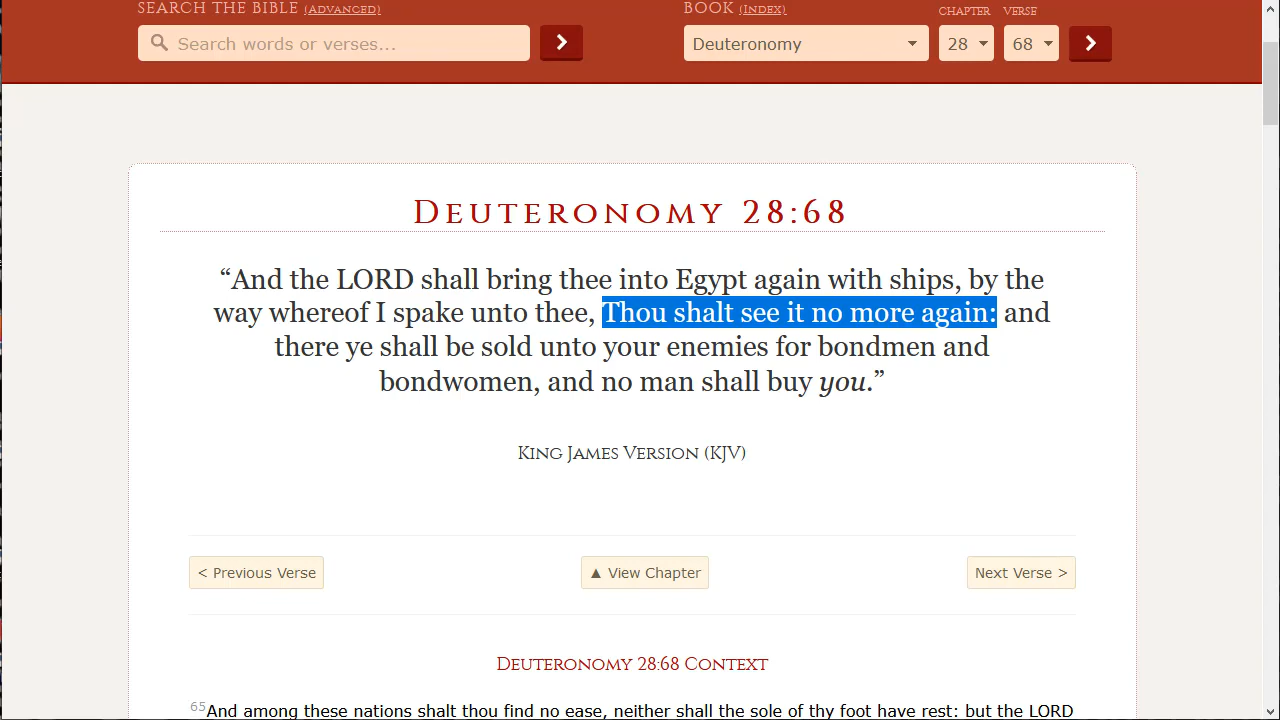 SEARCH THE BIBLE (ADVANCED)
BOOK (INDEX)
CHAPTER VERSE
Search words or verses...
Deuteronomy
28
68
DEUTERONOMY 28:68
“And the LORD shall bring thee into Egypt again with ships, by the
way whereof I spake unto thee, Thou shalt see it no more again: and
there ye shall be sold unto your enemies for bondmen and
bondwomen, and no man shall buy you.”
KING JAMES VERSION (KJV)
< Previous Verse
▲ View Chapter
Next Verse >
DEUTERONOMY 28:68 CONTEXT
65And among these nations shalt thou find no ease, neither shall the sole of thy foot have rest: but the LORD